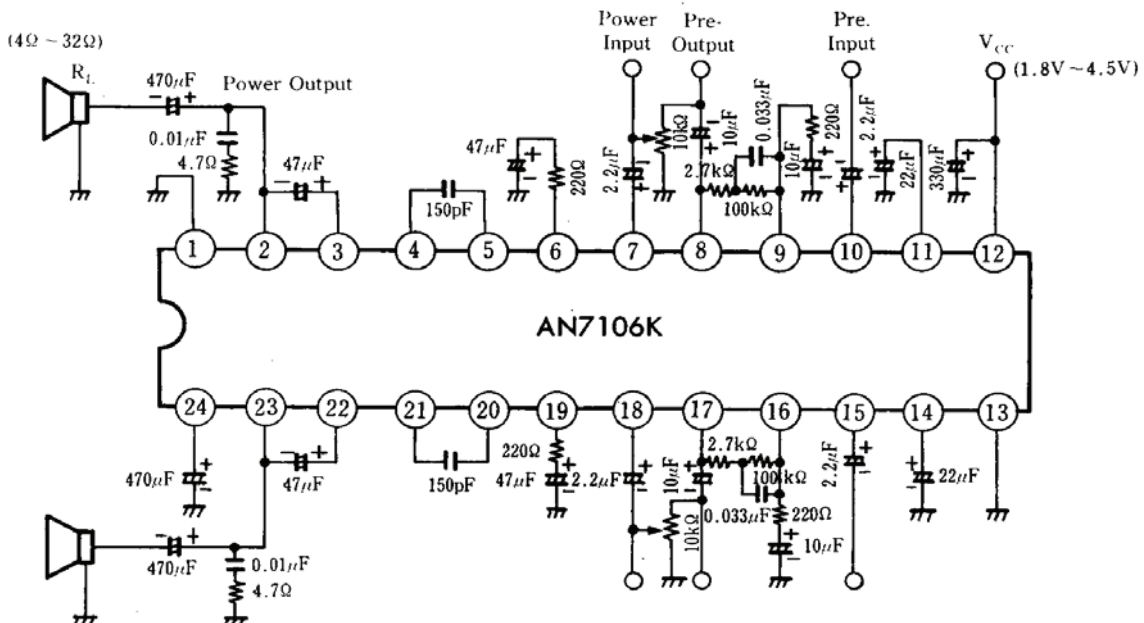 Power Input
Pre-Output
Pre. Input
V_CC
(1.8V ~ 4.5V)
(4Ω ~ 32Ω)
R_L
470μF
Power Output
0.01μF
4.7Ω
47μF
150pF
47μF
220Ω
2.2μF
10kΩ
10μF
2.7kΩ
0.033μF
100kΩ
10μF
220Ω
2.2μF
22μF
330μF
1 2 3 4 5 6 7 8 9 10 11 12
AN7106K
24 23 22 21 20 19 18 17 16 15 14 13
470μF
47μF
150pF
220Ω
47μF
2.2μF
10μF
10kΩ
2.7kΩ
100kΩ
0.033μF
220Ω
10μF
2.2μF
22μF
470μF
0.01μF
4.7Ω